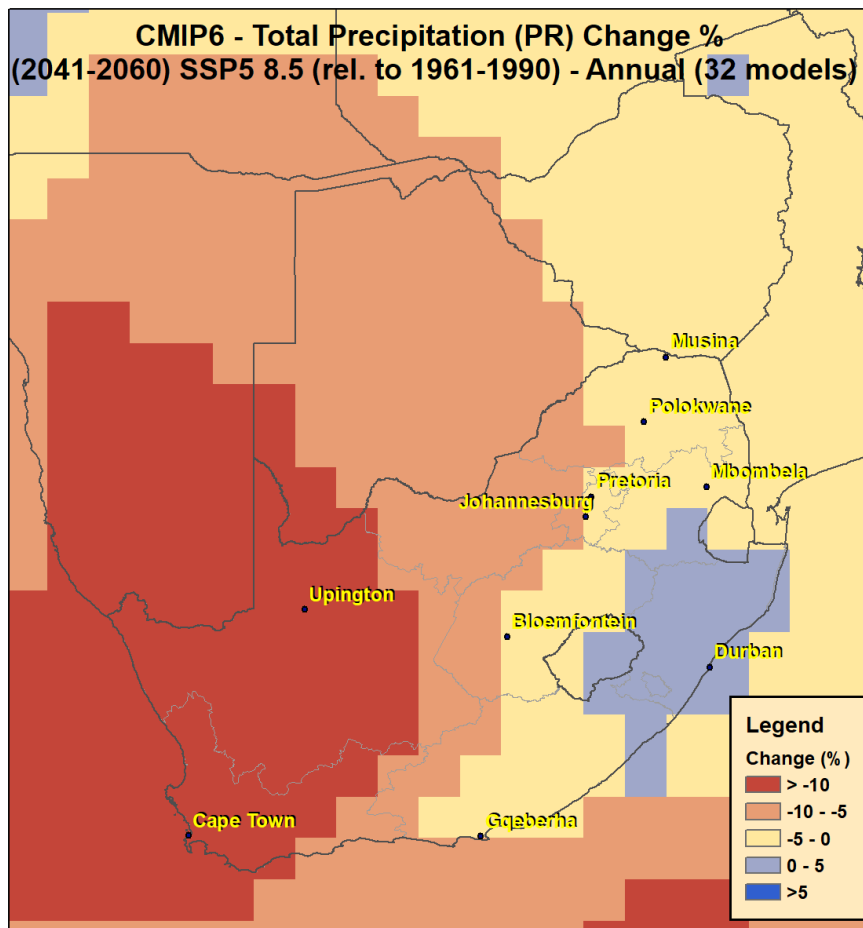 CMIP6 - Total Precipitation (PR) Change %
(2041-2060) SSP5 8.5 (rel. to 1961-1990) - Annual (32 models)
Musina
Polokwane
Pretoria
Mbombela
Johannesburg
Upington
Bloemfontein
Durban
Cape Town
Gqeberha
Legend
Change (%)
> -10
-10 - -5
-5 - 0
0 - 5
>5